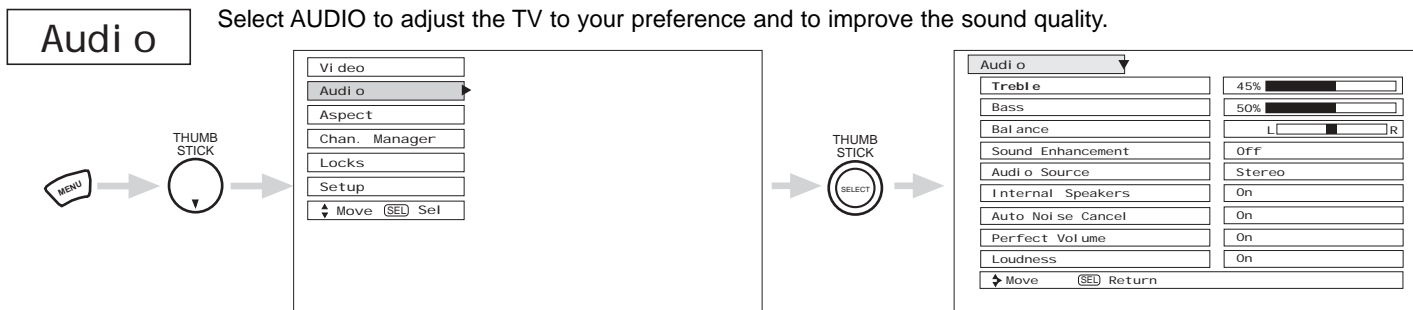 Audio
Select AUDIO to adjust the TV to your preference and to improve the sound quality.
MENU
THUMB
STICK
Video
Audio
Aspect
Chan. Manager
Locks
Setup
Move SEL Sel
THUMB
STICK
SELECT
Audio
Treble 45%
Bass 50%
Balance L R
Sound Enhancement Off
Audio Source Stereo
Internal Speakers On
Auto Noise Cancel On
Perfect Volume On
Loudness On
Move SEL Return